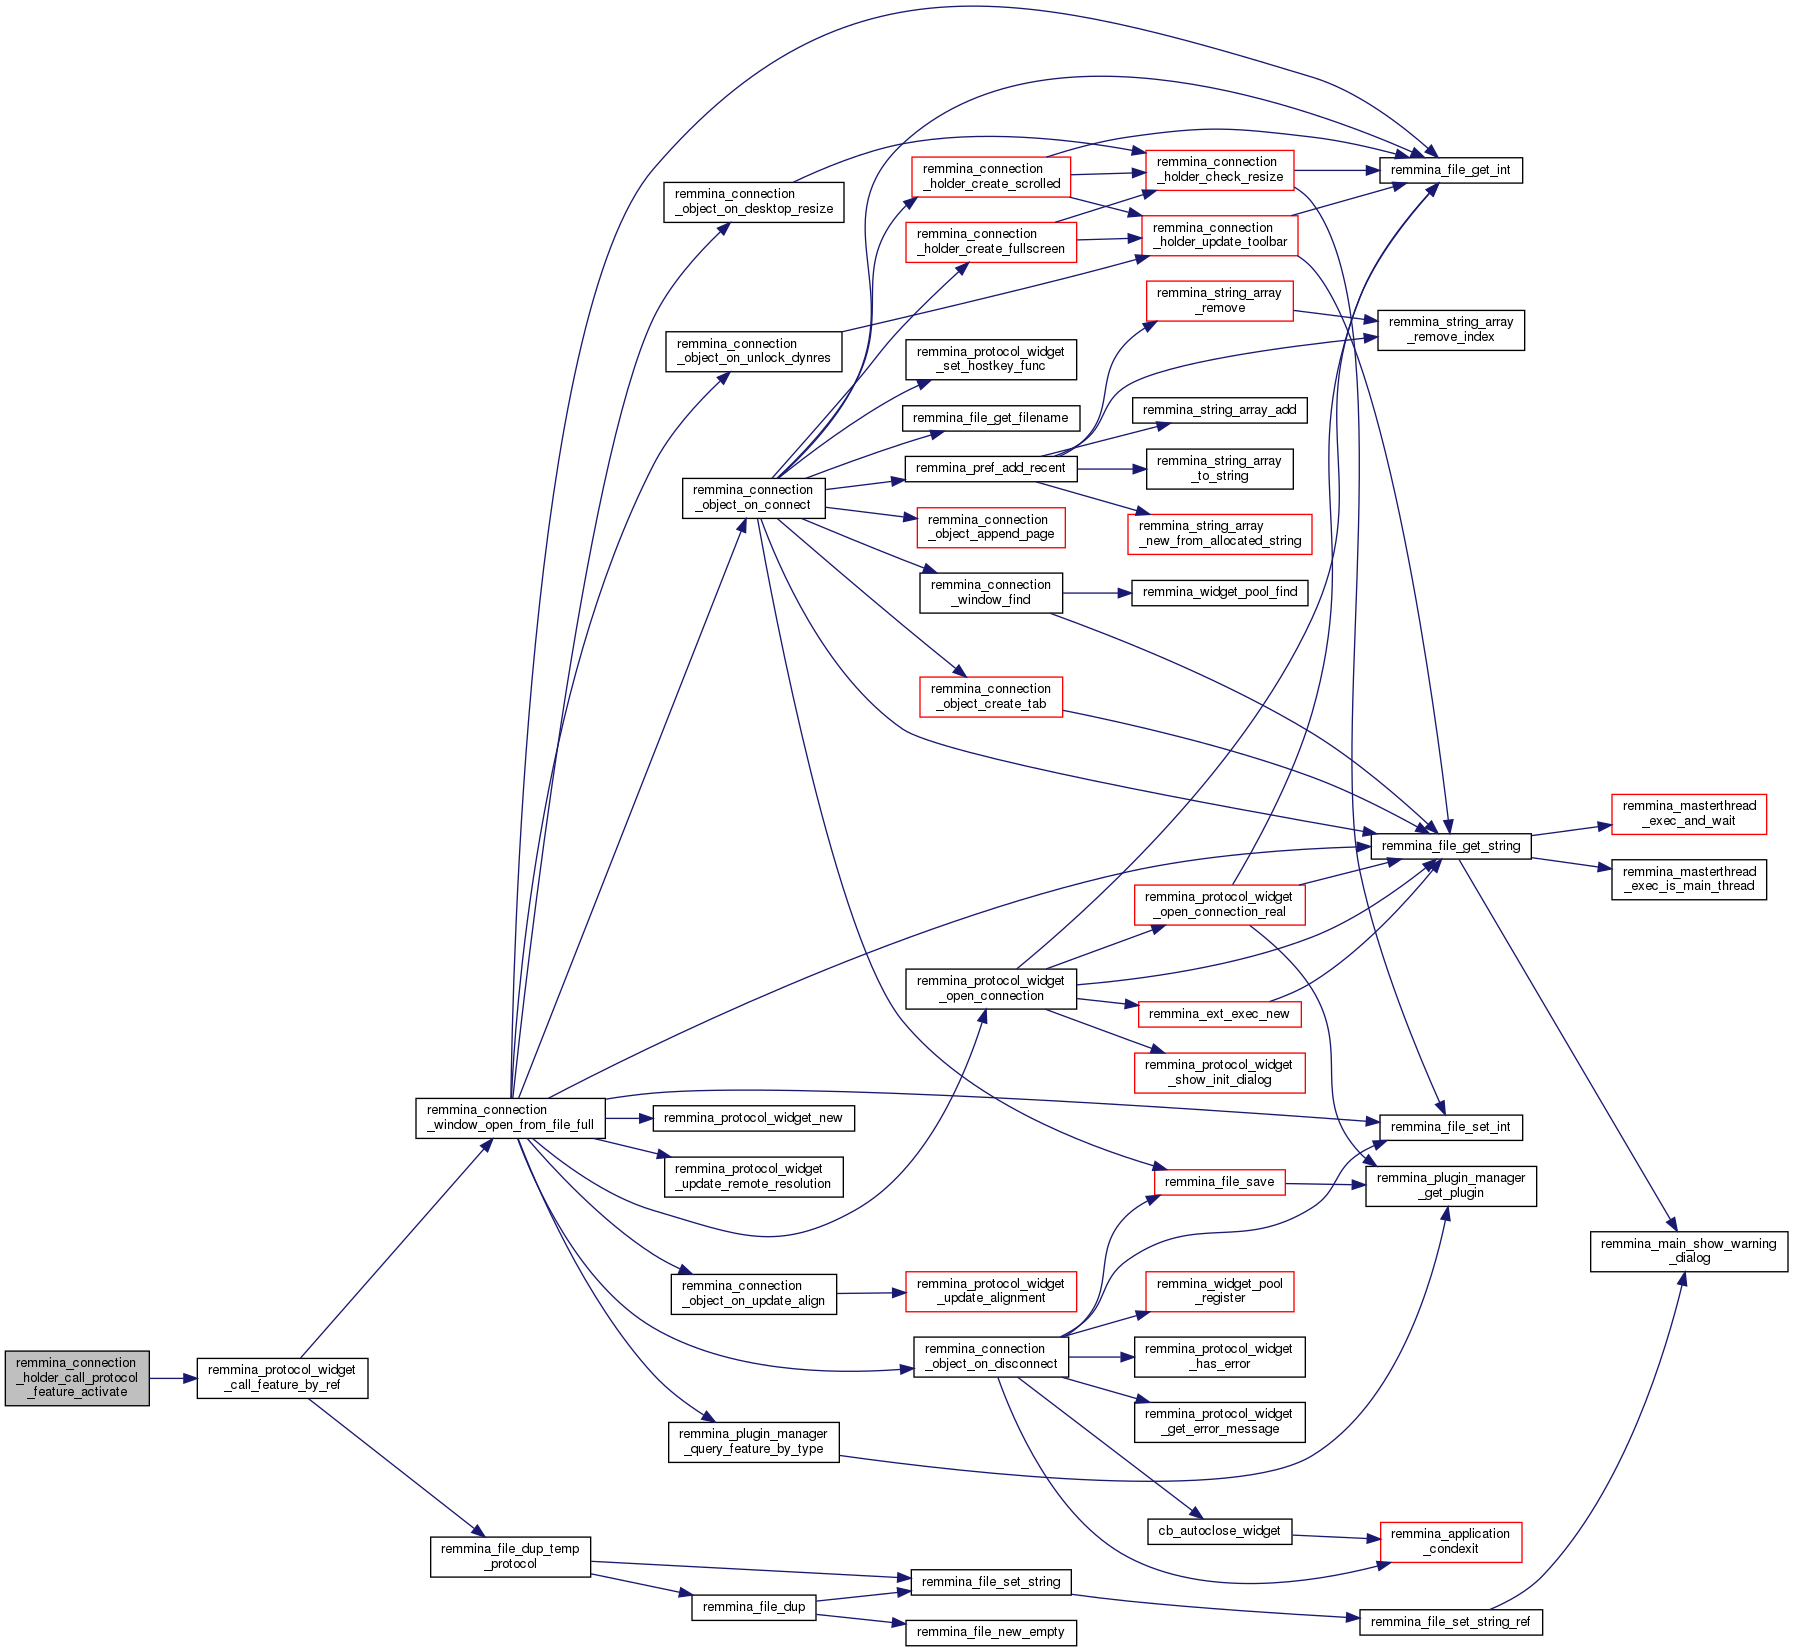 remmina_connection
_holder_call_protocol
_feature_activate
remmina_protocol_widget
_call_feature_by_ref
remmina_connection
_window_open_from_file_full
remmina_file_dup_temp
_protocol
remmina_connection
_object_on_desktop_resize
remmina_connection
_object_on_unlock_dynres
remmina_connection
_object_on_connect
remmina_protocol_widget_new
remmina_protocol_widget
_update_remote_resolution
remmina_connection
_object_on_update_align
remmina_plugin_manager
_query_feature_by_type
remmina_file_dup
remmina_connection
_holder_create_scrolled
remmina_connection
_holder_create_fullscreen
remmina_protocol_widget
_set_hostkey_func
remmina_file_get_filename
remmina_pref_add_recent
remmina_connection
_object_append_page
remmina_connection
_window_find
remmina_connection
_object_create_tab
remmina_protocol_widget
_open_connection
remmina_protocol_widget
_update_alignment
remmina_connection
_object_on_disconnect
remmina_file_set_string
remmina_file_new_empty
remmina_connection
_holder_check_resize
remmina_connection
_holder_update_toolbar
remmina_string_array
_remove
remmina_string_array_add
remmina_string_array
_to_string
remmina_string_array
_new_from_allocated_string
remmina_widget_pool_find
remmina_protocol_widget
_open_connection_real
remmina_ext_exec_new
remmina_protocol_widget
_show_init_dialog
remmina_file_save
remmina_widget_pool
_register
remmina_protocol_widget
_has_error
remmina_protocol_widget
_get_error_message
cb_autoclose_widget
remmina_file_get_int
remmina_string_array
_remove_index
remmina_file_get_string
remmina_file_set_int
remmina_plugin_manager
_get_plugin
remmina_application
_condexit
remmina_file_set_string_ref
remmina_masterthread
_exec_and_wait
remmina_masterthread
_exec_is_main_thread
remmina_main_show_warning
_dialog